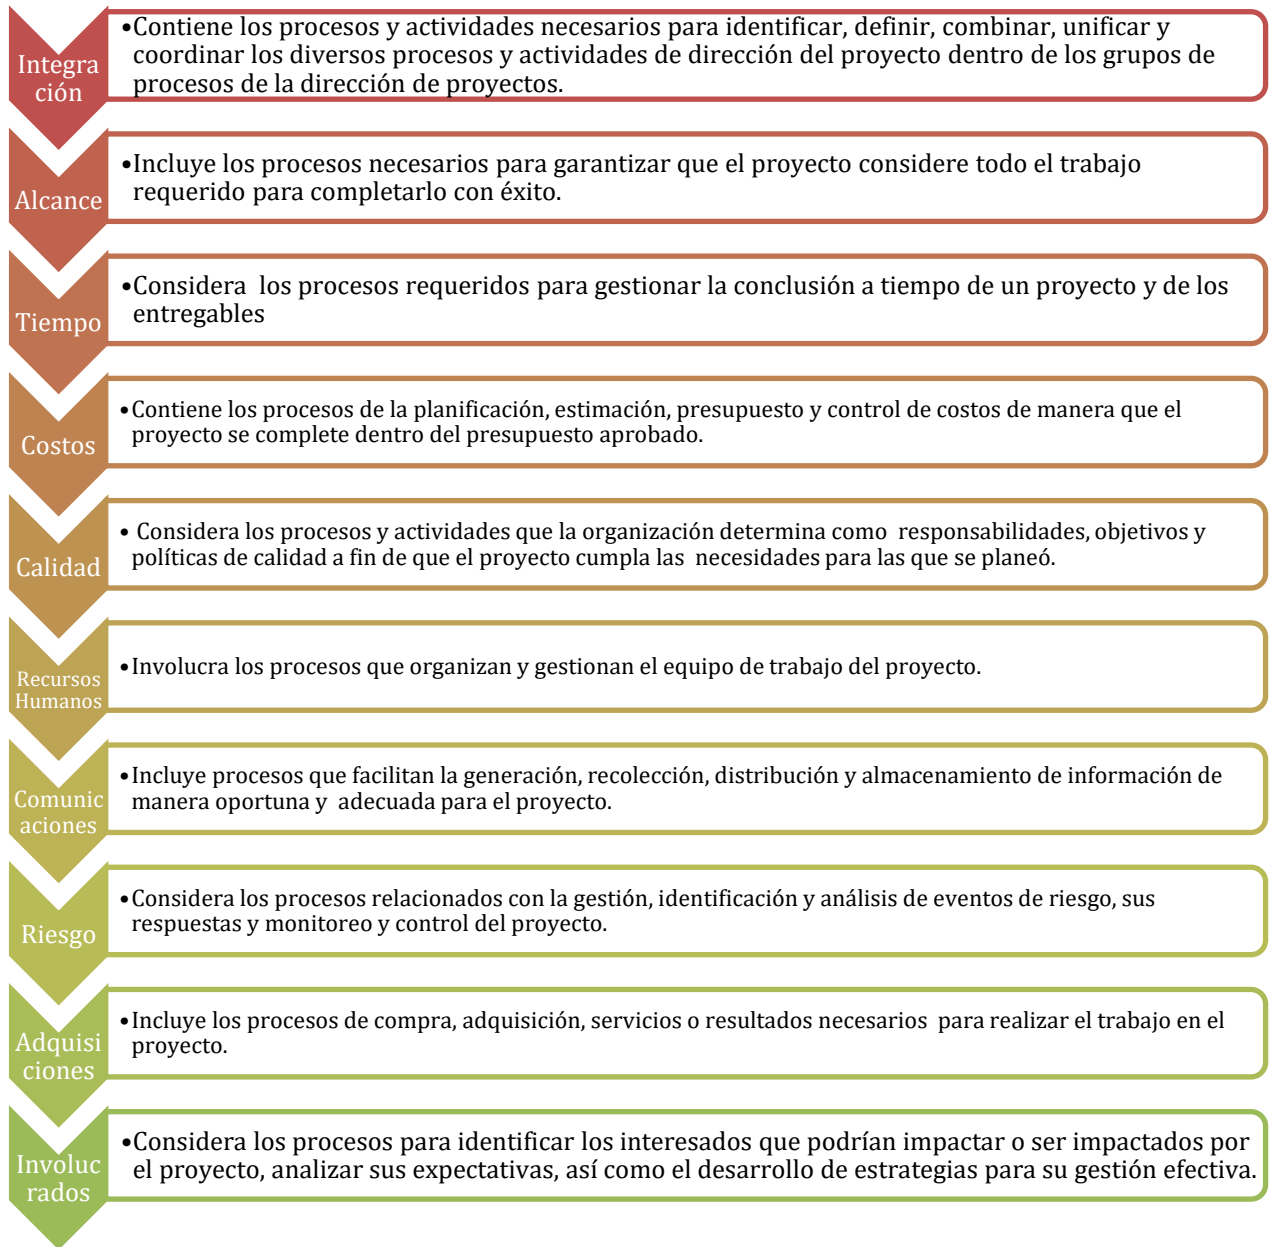 Integra
ción
•Contiene los procesos y actividades necesarios para identificar, definir, combinar, unificar y
coordinar los diversos procesos y actividades de dirección del proyecto dentro de los grupos de
procesos de la dirección de proyectos.
Alcance
•Incluye los procesos necesarios para garantizar que el proyecto considere todo el trabajo
requerido para completarlo con éxito.
Tiempo
•Considera  los procesos requeridos para gestionar la conclusión a tiempo de un proyecto y de los
entregables
Costos
•Contiene los procesos de la planificación, estimación, presupuesto y control de costos de manera que el
proyecto se complete dentro del presupuesto aprobado.
Calidad
• Considera los procesos y actividades que la organización determina como  responsabilidades, objetivos y
políticas de calidad a fin de que el proyecto cumpla las  necesidades para las que se planeó.
Recursos
Humanos
•Involucra los procesos que organizan y gestionan el equipo de trabajo del proyecto.
Comunic
aciones
•Incluye procesos que facilitan la generación, recolección, distribución y almacenamiento de información de
manera oportuna y  adecuada para el proyecto.
Riesgo
•Considera los procesos relacionados con la gestión, identificación y análisis de eventos de riesgo, sus
respuestas y monitoreo y control del proyecto.
Adquisi
ciones
•Incluye los procesos de compra, adquisición, servicios o resultados necesarios  para realizar el trabajo en el
proyecto.
Involuc
rados
•Considera los procesos para identificar los interesados que podrían impactar o ser impactados por
el proyecto, analizar sus expectativas, así como el desarrollo de estrategias para su gestión efectiva.